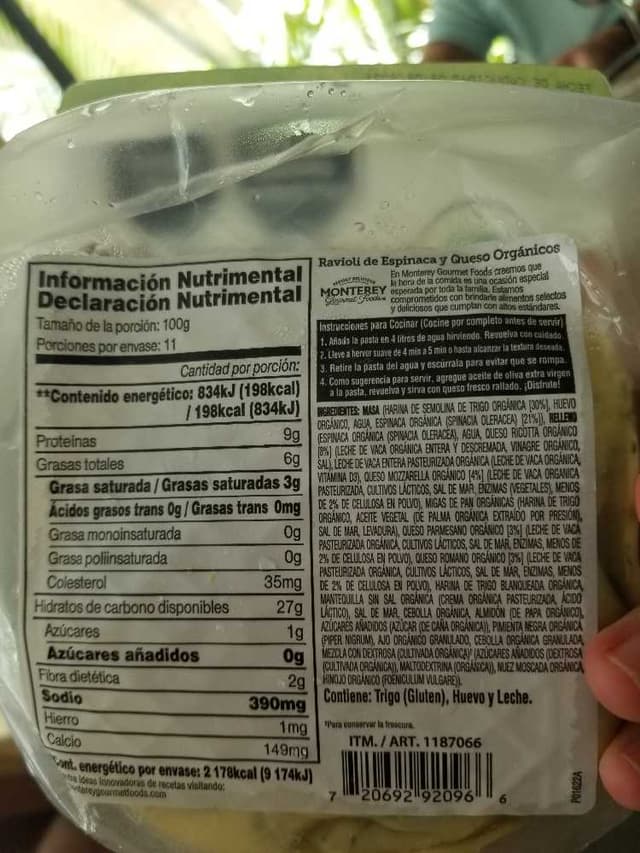 Información Nutrimental
Declaración Nutrimental
Tamaño de la porción: 100g
Porciones por envase: 11
Cantidad por porción:
**Contenido energético: 834kJ (198kcal)
/ 198kcal (834kJ)
Proteínas 9g
Grasas totales 6g
Grasa saturada / Grasas saturadas 3g
Ácidos grasos trans 0g / Grasas trans 0mg
Grasa monoinsaturada 0g
Grasa poliinsaturada 0g
Colesterol 35mg
Hidratos de carbono disponibles 27g
Azúcares 1g
Azúcares añadidos 0g
Fibra dietética 2g
Sodio 390mg
Hierro 1mg
Calcio 149mg
energético por envase: 2 178kcal (9 174kJ)
ideas innovadoras de recetas visitando:
Ravioli de Espinaca y Queso Orgánicos
MONTEREY
Gourmet Foods
En Monterey Gourmet Foods creemos que
la hora de la comida es una ocasión especial
esperada por toda la familia. Estamos
comprometidos con brindarle alimentos selectos
y deliciosos que cumplan con altos estándares.
Instrucciones para Cocinar (Cocine por completo antes de servir)
1. Añada la pasta en 4 litros de agua hirviendo. Revuelva con cuidado.
2. Lleve a hervor suave de 4 min a 5 min o hasta alcanzar la textura deseada.
3. Retire la pasta del agua y escúrrala para evitar que se rompa.
4. Como sugerencia para servir, agregue aceite de oliva extra virgen
a la pasta, revuelva y sirva con queso fresco rallado. ¡Disfrute!
INGREDIENTES: MASA (HARINA DE SEMOLINA DE TRIGO ORGÁNICA [30%], HUEVO
ORGÁNICO, AGUA, ESPINACA ORGÁNICA (SPINACIA OLERACEA) [21%]), RELLENO
(ESPINACA ORGÁNICA (SPINACIA OLERACEA), AGUA, QUESO RICOTTA ORGÁNICO
[8%] (LECHE DE VACA ORGÁNICA ENTERA Y DESCREMADA, VINAGRE ORGÁNICO,
SAL), LECHE DE VACA ENTERA PASTEURIZADA ORGÁNICA (LECHE DE VACA ORGÁNICA,
VITAMINA D3), QUESO MOZZARELLA ORGÁNICO [4%] (LECHE DE VACA ORGÁNICA
PASTEURIZADA, CULTIVOS LÁCTICOS, SAL DE MAR, ENZIMAS (VEGETALES), MENOS
DE 2% DE CELULOSA EN POLVO), MIGAS DE PAN ORGÁNICAS (HARINA DE TRIGO
ORGÁNICO, ACEITE VEGETAL (DE PALMA ORGÁNICA EXTRAÍDO POR PRESIÓN),
SAL DE MAR, LEVADURA), QUESO PARMESANO ORGÁNICO [3%] (LECHE DE VACA
PASTEURIZADA ORGÁNICA, CULTIVOS LÁCTICOS, SAL DE MAR, ENZIMAS, MENOS DE
2% DE CELULOSA EN POLVO), QUESO ROMANO ORGÁNICO [3%] (LECHE DE VACA
PASTEURIZADA ORGÁNICA, CULTIVOS LÁCTICOS, SAL DE MAR, ENZIMAS, MENOS
DE 2% DE CELULOSA EN POLVO), HARINA DE TRIGO BLANQUEADA ORGÁNICA,
MANTEQUILLA SIN SAL ORGÁNICA (CREMA ORGÁNICA PASTEURIZADA, ÁCIDO
LÁCTICO), SAL DE MAR, CEBOLLA ORGÁNICA, ALMIDÓN (DE PAPA ORGÁNICO),
AZÚCARES AÑADIDOS (AZÚCAR (DE CAÑA ORGÁNICA)), PIMIENTA NEGRA ORGÁNICA
(PIPER NIGRUM), AJO ORGÁNICO GRANULADO, CEBOLLA ORGÁNICA GRANULADA,
MEZCLA CON DEXTROSA (CULTIVADA ORGÁNICA)¹ (AZÚCARES AÑADIDOS (DEXTROSA
(CULTIVADA ORGÁNICA)), MALTODEXTRINA (ORGÁNICA)), NUEZ MOSCADA ORGÁNICA,
HINOJO ORGÁNICO (FOENICULUM VULGARE)).
Contiene: Trigo (Gluten), Huevo y Leche.
¹Para conservar la frescura.
ITM. / ART. 1187066
7 20692 92096 6
P01622A